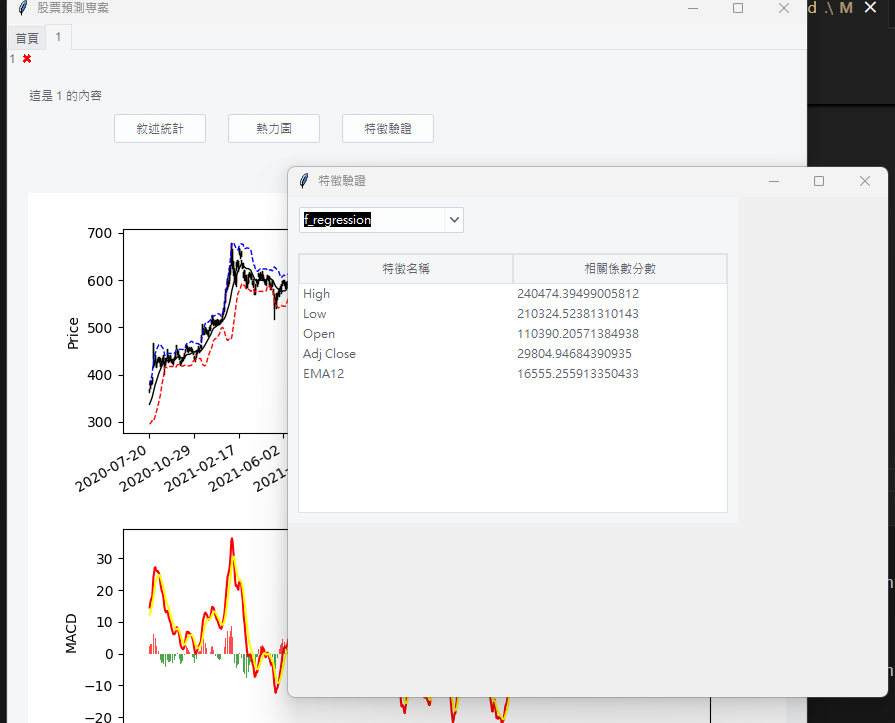 股票預測專案
d .\ M
首頁 1
1
這是 1 的內容
敘述統計 熱力圖 特徵驗證
特徵驗證
f_regression
特徵名稱 相關係數分數
High 240474.39499005812
Low 210324.52381310143
Open 110390.20571384938
Adj Close 29804.94684390935
EMA12 16555.255913350433
Price
700
600
500
400
300
2020-07-20
2020-10-29
2021-02-17
2021-06-02
2021-
MACD
30
20
10
0
−10
−20